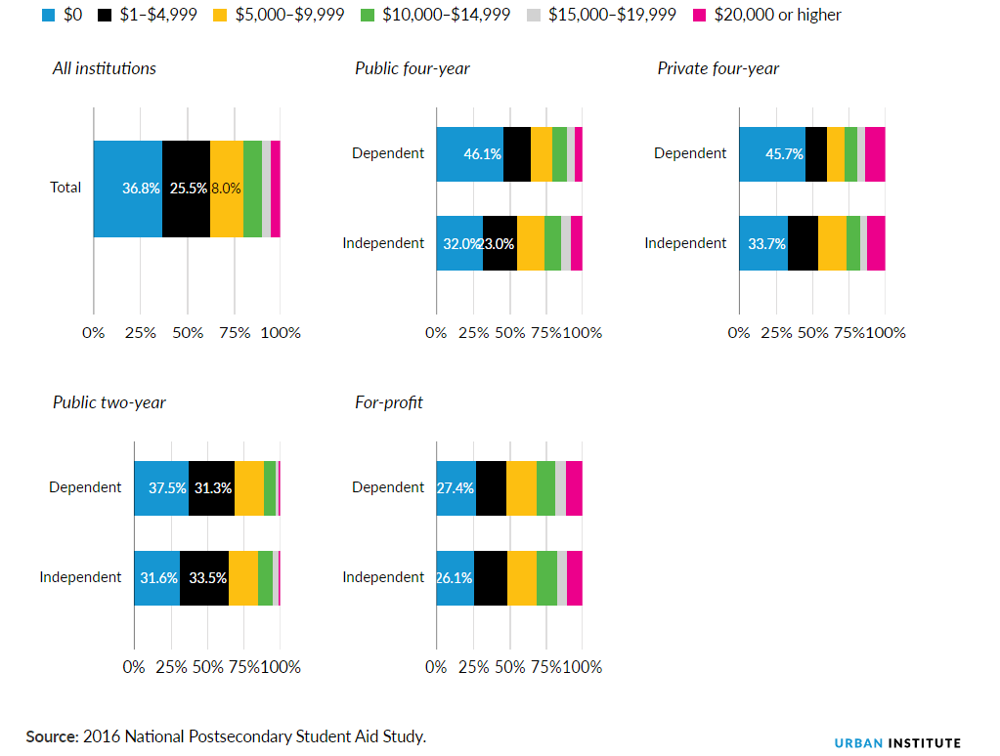 $0 $1–$4,999 $5,000–$9,999 $10,000–$14,999 $15,000–$19,999 $20,000 or higher
All institutions Public four-year Private four-year
Dependent 46.1% Dependent 45.7%
Total 36.8% 25.5% 8.0%
Independent 32.0% 23.0% Independent 33.7%
0% 25% 50% 75% 100% 0% 25% 50% 75% 100% 0% 25% 50% 75% 100%
Public two-year For-profit
Dependent 37.5% 31.3% Dependent 27.4%
Independent 31.6% 33.5% Independent 26.1%
0% 25% 50% 75% 100% 0% 25% 50% 75% 100%
Source: 2016 National Postsecondary Student Aid Study.
URBAN INSTITUTE